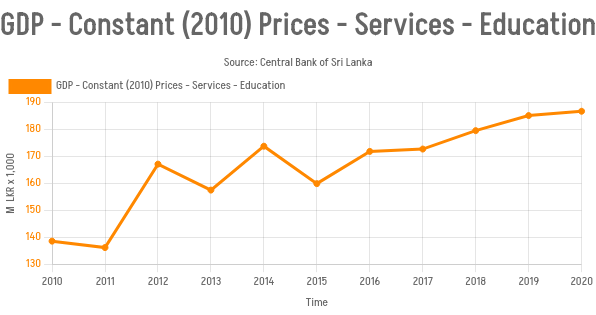 GDP - Constant (2010) Prices - Services - Education
Source: Central Bank of Sri Lanka
GDP - Constant (2010) Prices - Services - Education
M LKR x 1,000
190
180
170
160
150
140
130
2010 2011 2012 2013 2014 2015 2016 2017 2018 2019 2020
Time